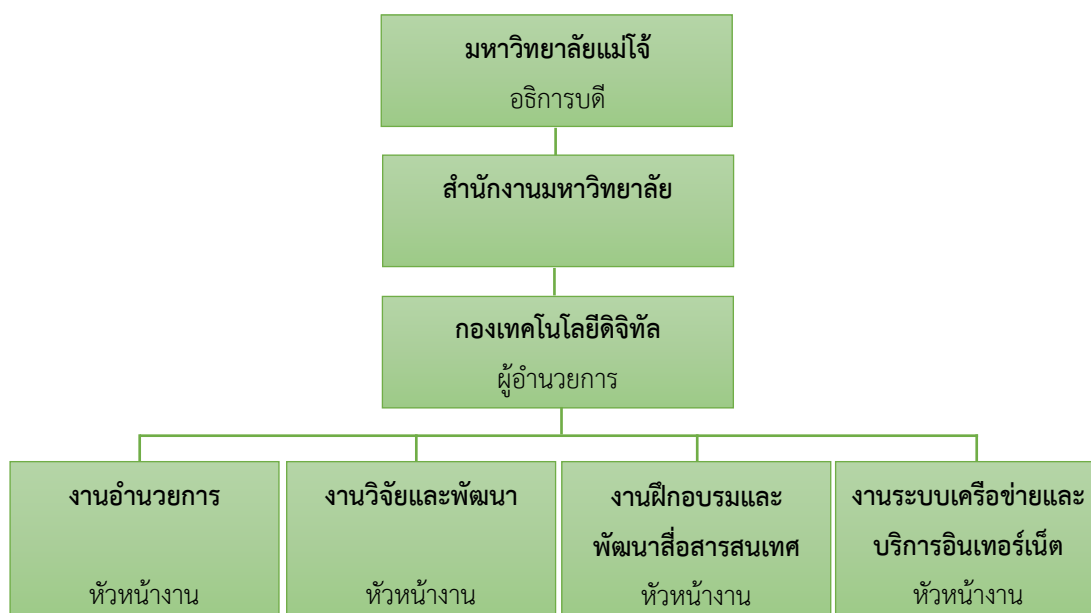 มหาวิทยาลัยแม่โจ้
อธิการบดี
สำนักงานมหาวิทยาลัย
กองเทคโนโลยีดิจิทัล
ผู้อำนวยการ
งานอำนวยการ
หัวหน้างาน
งานวิจัยและพัฒนา
หัวหน้างาน
งานฝึกอบรมและ
พัฒนาสื่อสารสนเทศ
หัวหน้างาน
งานระบบเครือข่ายและ
บริการอินเทอร์เน็ต
หัวหน้างาน